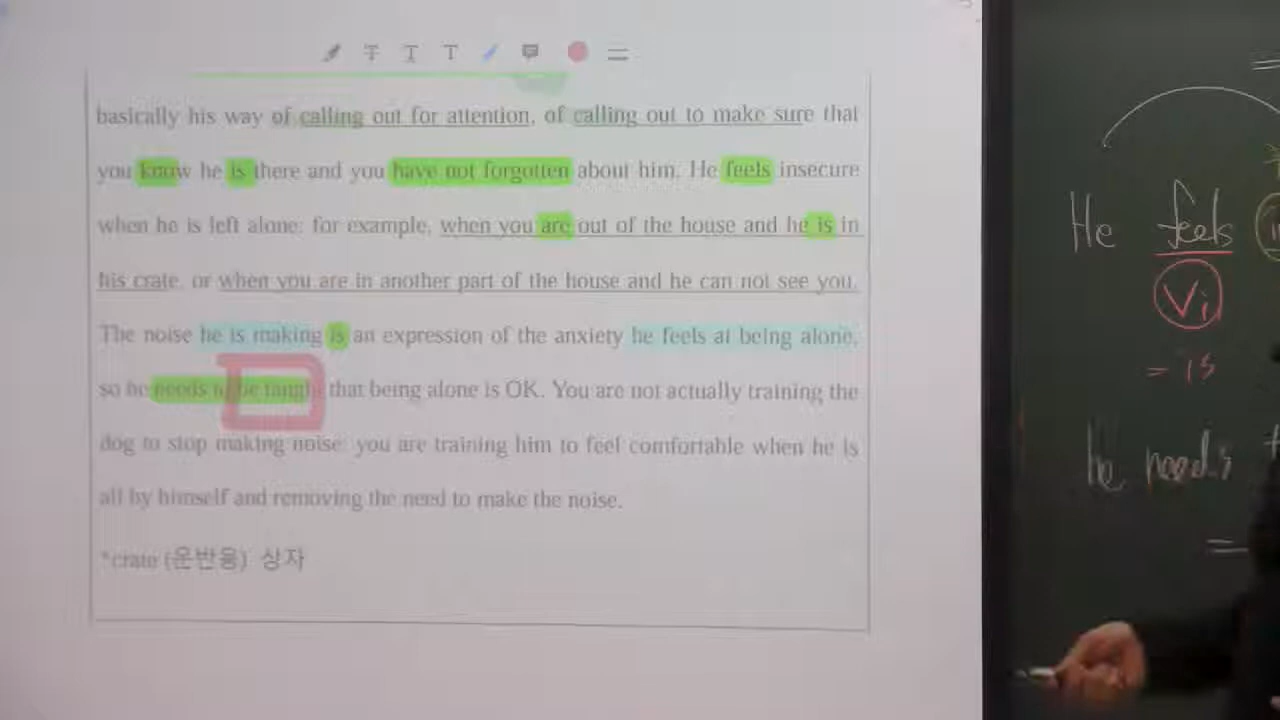 basically his way of calling out for attention, of calling out to make sure that
you know he is there and you have not forgotten about him. He feels insecure
when he is left alone: for example, when you are out of the house and he is in
his crate, or when you are in another part of the house and he can not see you.
The noise he is making is an expression of the anxiety he feels at being alone,
so he needs to be taught that being alone is OK. You are not actually training the
dog to stop making noise: you are training him to feel comfortable when he is
all by himself and removing the need to make the noise.
*crate (운반용) 상자
He feels
Vi
= is
he needs
=